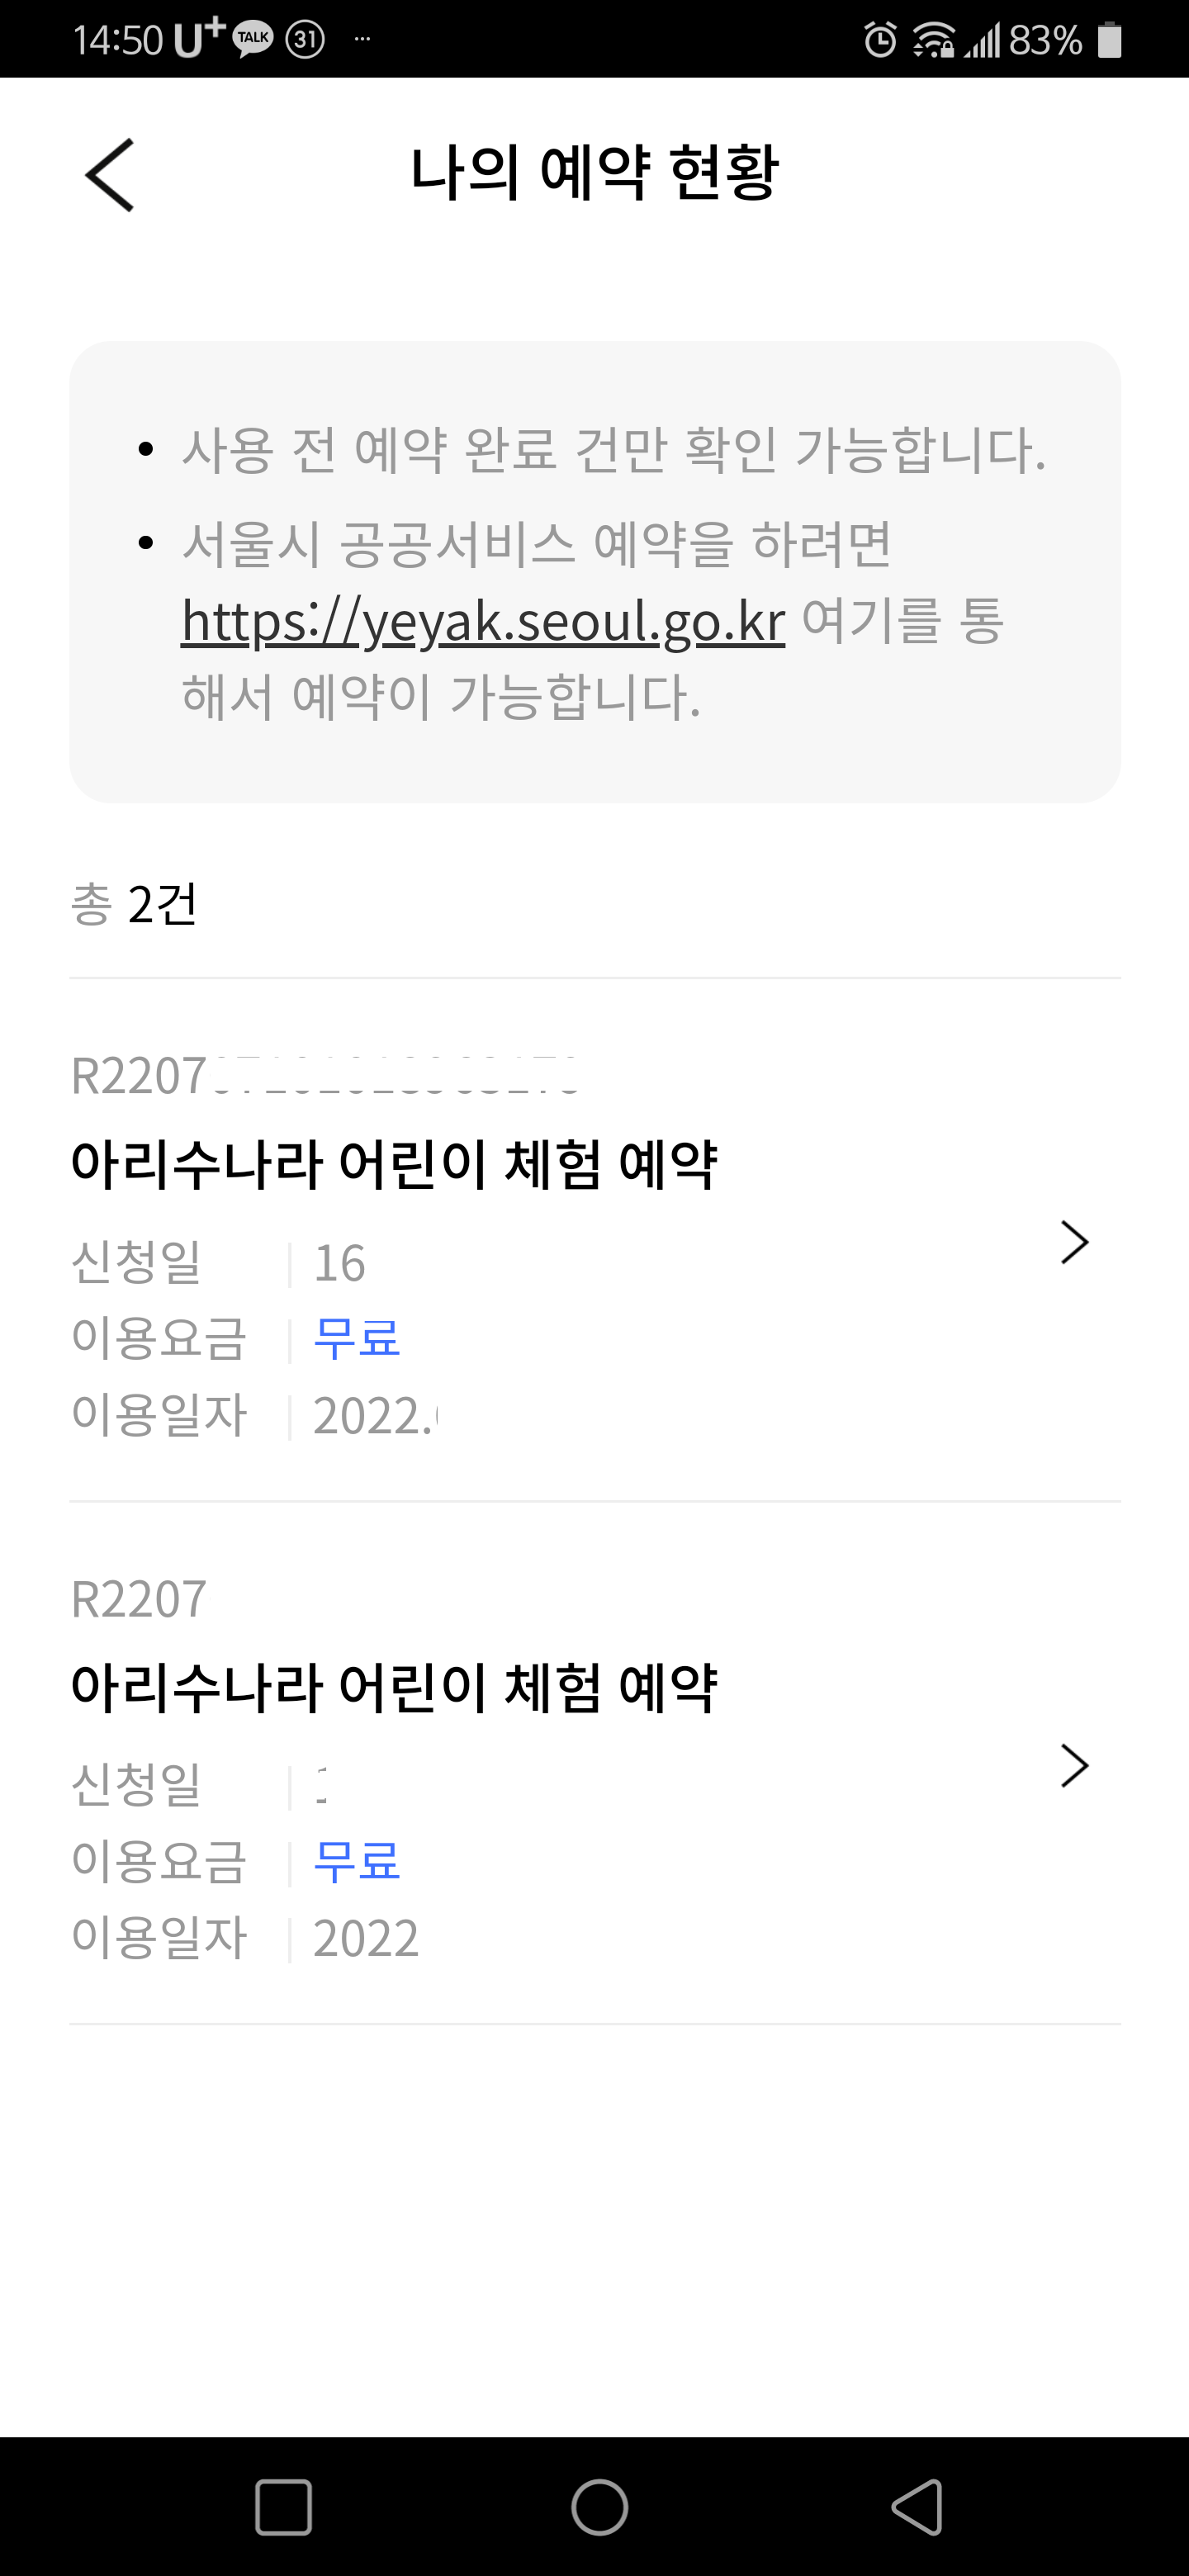 14:50 U+ TALK 31 ... 83%
나의 예약 현황
사용 전 예약 완료 건만 확인 가능합니다.
서울시 공공서비스 예약을 하려면
https://yeyak.seoul.go.kr 여기를 통
해서 예약이 가능합니다.
총 2건
R2207
아리수나라 어린이 체험 예약
신청일 16
이용요금 무료
이용일자 2022.
R2207
아리수나라 어린이 체험 예약
신청일
이용요금 무료
이용일자 2022